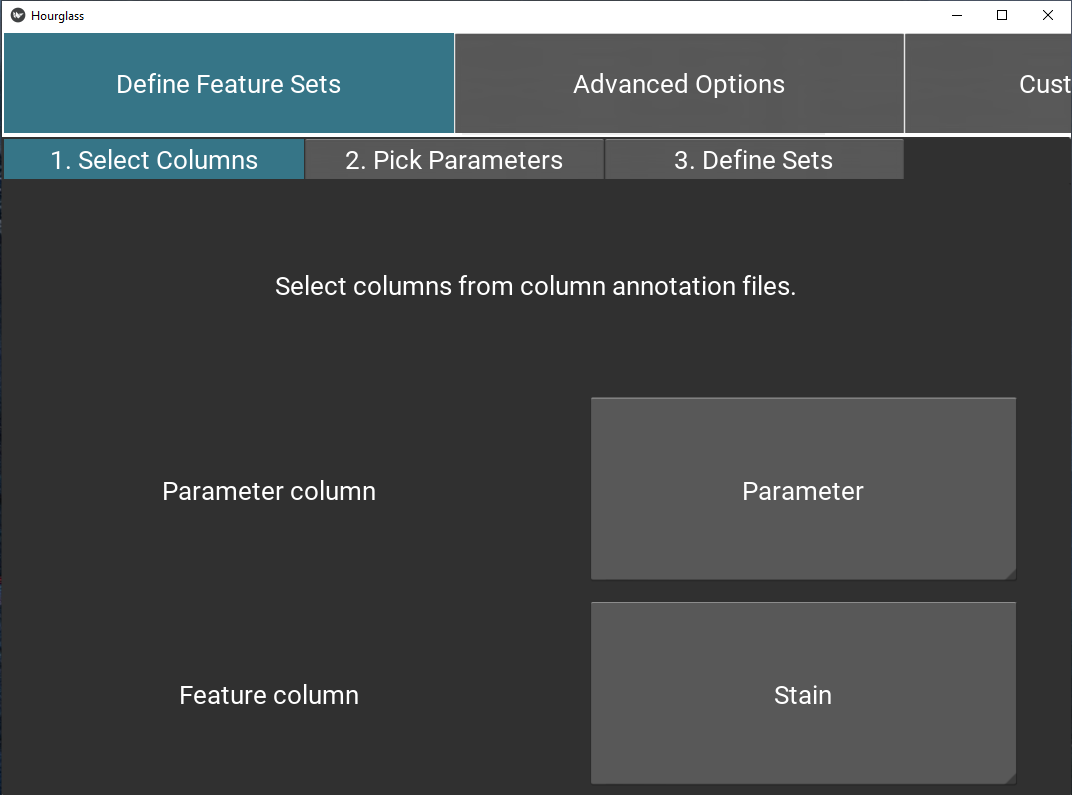 Hourglass
Define Feature Sets
Advanced Options
Cust
1. Select Columns
2. Pick Parameters
3. Define Sets
Select columns from column annotation files.
Parameter column
Parameter
Feature column
Stain